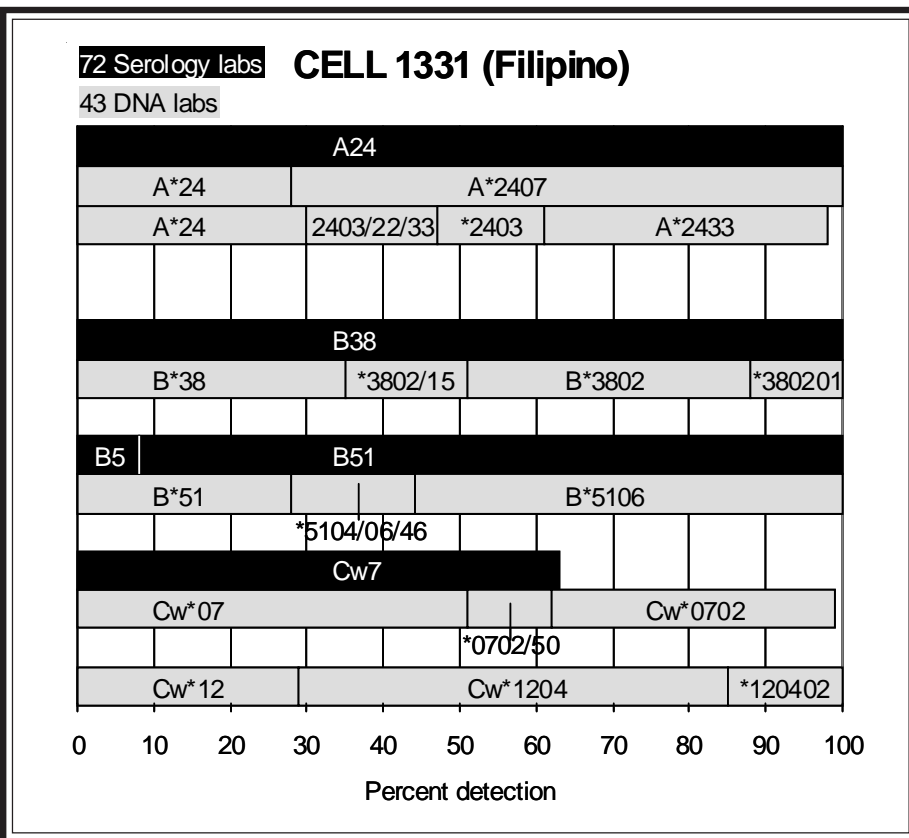 72 Serology labs CELL 1331 (Filipino)
43 DNA labs
A24
A*24 A*2407
A*24 2403/22/33 *2403 A*2433
B38
B*38 *3802/15 B*3802 *380201
B5 B51
B*51 B*5106
*5104/06/46
Cw7
Cw*07 Cw*0702
*0702/50
Cw*12 Cw*1204 *120402
0 10 20 30 40 50 60 70 80 90 100
Percent detection